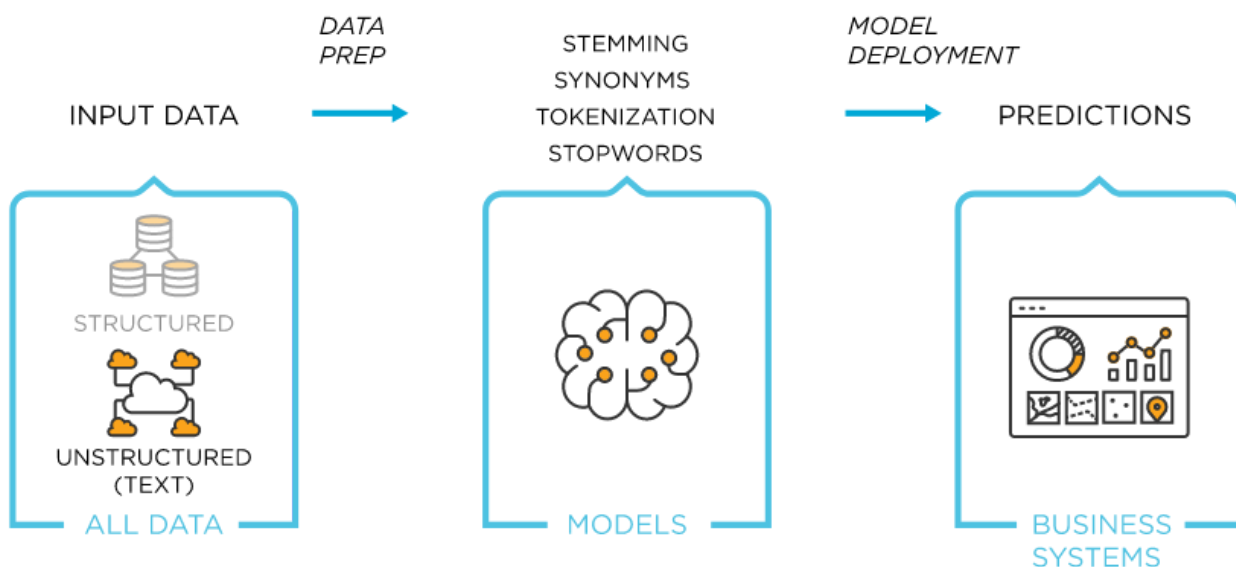 DATA
PREP
STEMMING
SYNONYMS
TOKENIZATION
STOPWORDS
MODEL
DEPLOYMENT
INPUT DATA
PREDICTIONS
STRUCTURED
UNSTRUCTURED
(TEXT)
ALL DATA
MODELS
BUSINESS
SYSTEMS